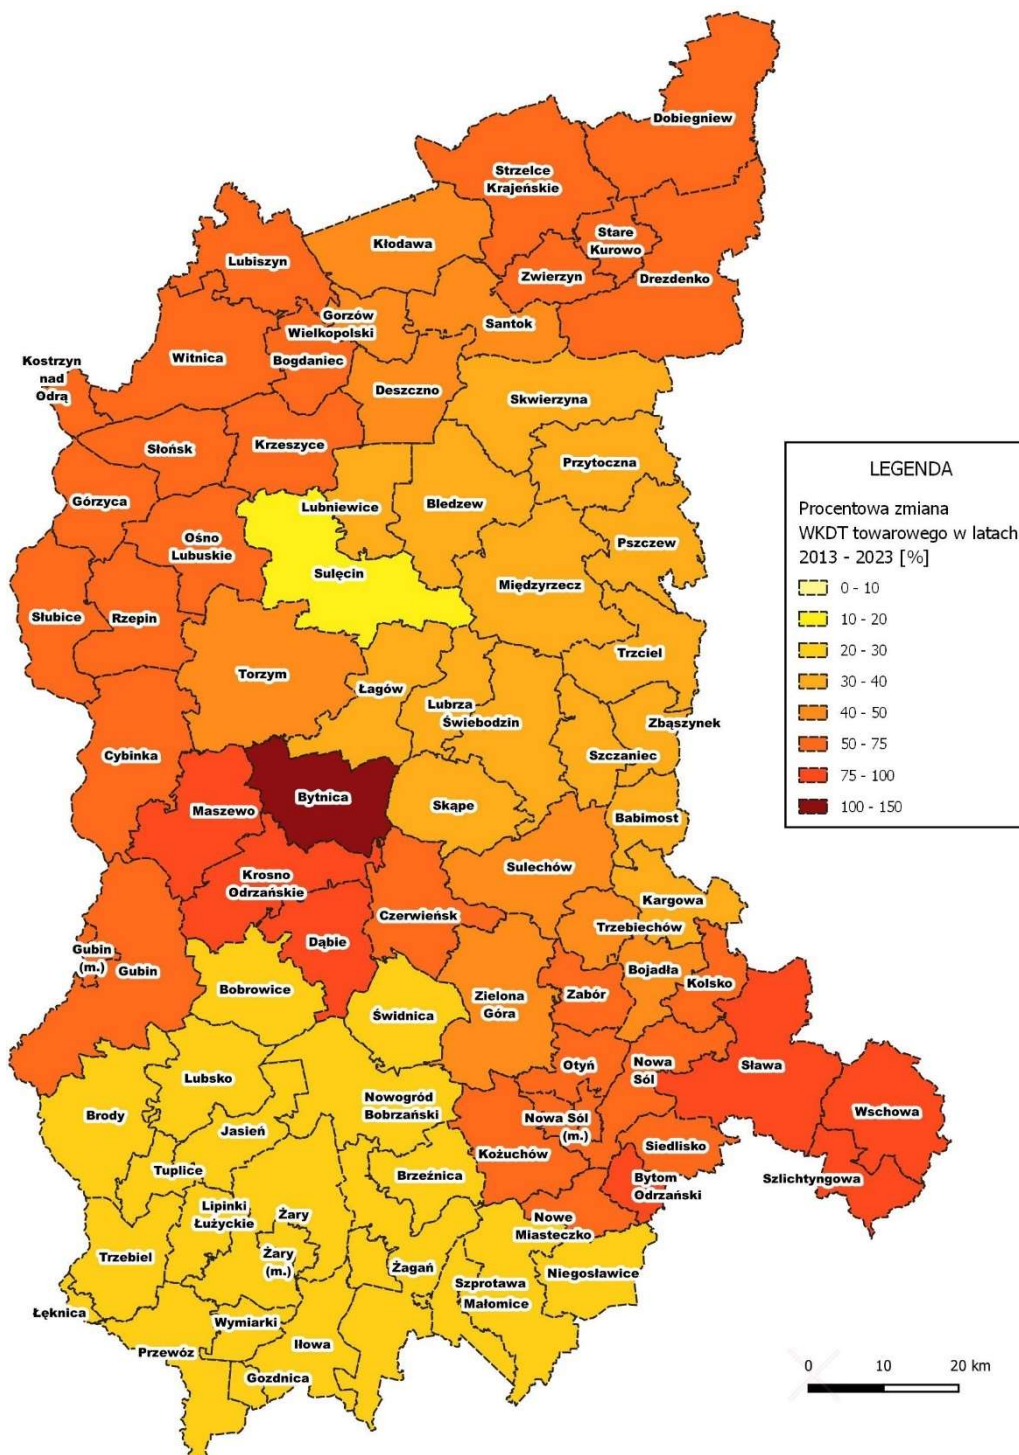 Dobiegniew
Strzelce
Krajeńskie
Stare
Kurowo
Kłodawa
Lubiszyn
Zwierzyn
Drezdenko
Gorzów
Wielkopolski
Santok
Witnica
Bogdaniec
Kostrzyn
nad
Odrą
Deszczno
Skwierzyna
Słońsk
Krzeszyce
Przytoczna
Górzyca
Lubniewice
Bledzew
Ośno
Lubuskie
Pszczew
Sulęcin
Międzyrzecz
Słubice
Rzepin
Trzciel
Torzym
Łagów
Lubrza
Świebodzin
Zbąszynek
Cybinka
Szczaniec
Bytnica
Maszewo
Skąpe
Babimost
Sulechów
Krosno
Odrzańskie
Kargowa
Czerwieńsk
Trzebiechów
Dąbie
Gubin
(m.)
Gubin
Bojadła
Kolsko
Bobrowice
Zielona
Góra
Zabór
Świdnica
Otyń
Nowa
Sól
Sława
Lubsko
Nowogród
Bobrzański
Brody
Wschowa
Nowa Sól
(m.)
Jasień
Siedlisko
Kożuchów
Tuplice
Brzeźnica
Bytom
Odrzański
Szlichtyngowa
Lipinki
Łużyckie
Żary
Nowe
Miasteczko
Trzebiel
Żary
(m.)
Żagań
Niegosławice
Szprotawa
Małomice
Łęknica
Wymiarki
Przewóz
Iłowa
Gozdnica
LEGENDA
Procentowa zmiana
WKDT towarowego w latach
2013 - 2023 [%]
0 - 10
10 - 20
20 - 30
30 - 40
40 - 50
50 - 75
75 - 100
100 - 150
0 10 20 km